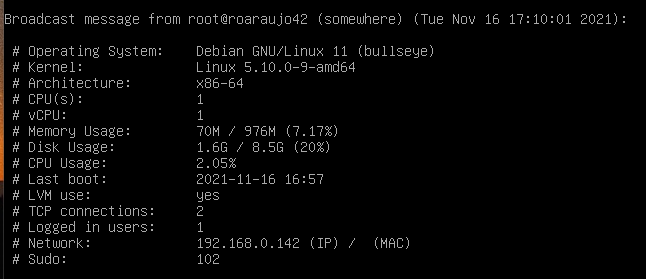 Broadcast message from root@roaraujo42 (somewhere) (Tue Nov 16 17:10:01 2021):
# Operating System: Debian GNU/Linux 11 (bullseye)
# Kernel: Linux 5.10.0-9-amd64
# Architecture: x86-64
# CPU(s): 1
# vCPU: 1
# Memory Usage: 70M / 976M (7.17%)
# Disk Usage: 1.6G / 8.5G (20%)
# CPU Usage: 2.05%
# Last boot: 2021-11-16 16:57
# LVM use: yes
# TCP connections: 2
# Logged in users: 1
# Network: 192.168.0.142 (IP) /  (MAC)
# Sudo: 102